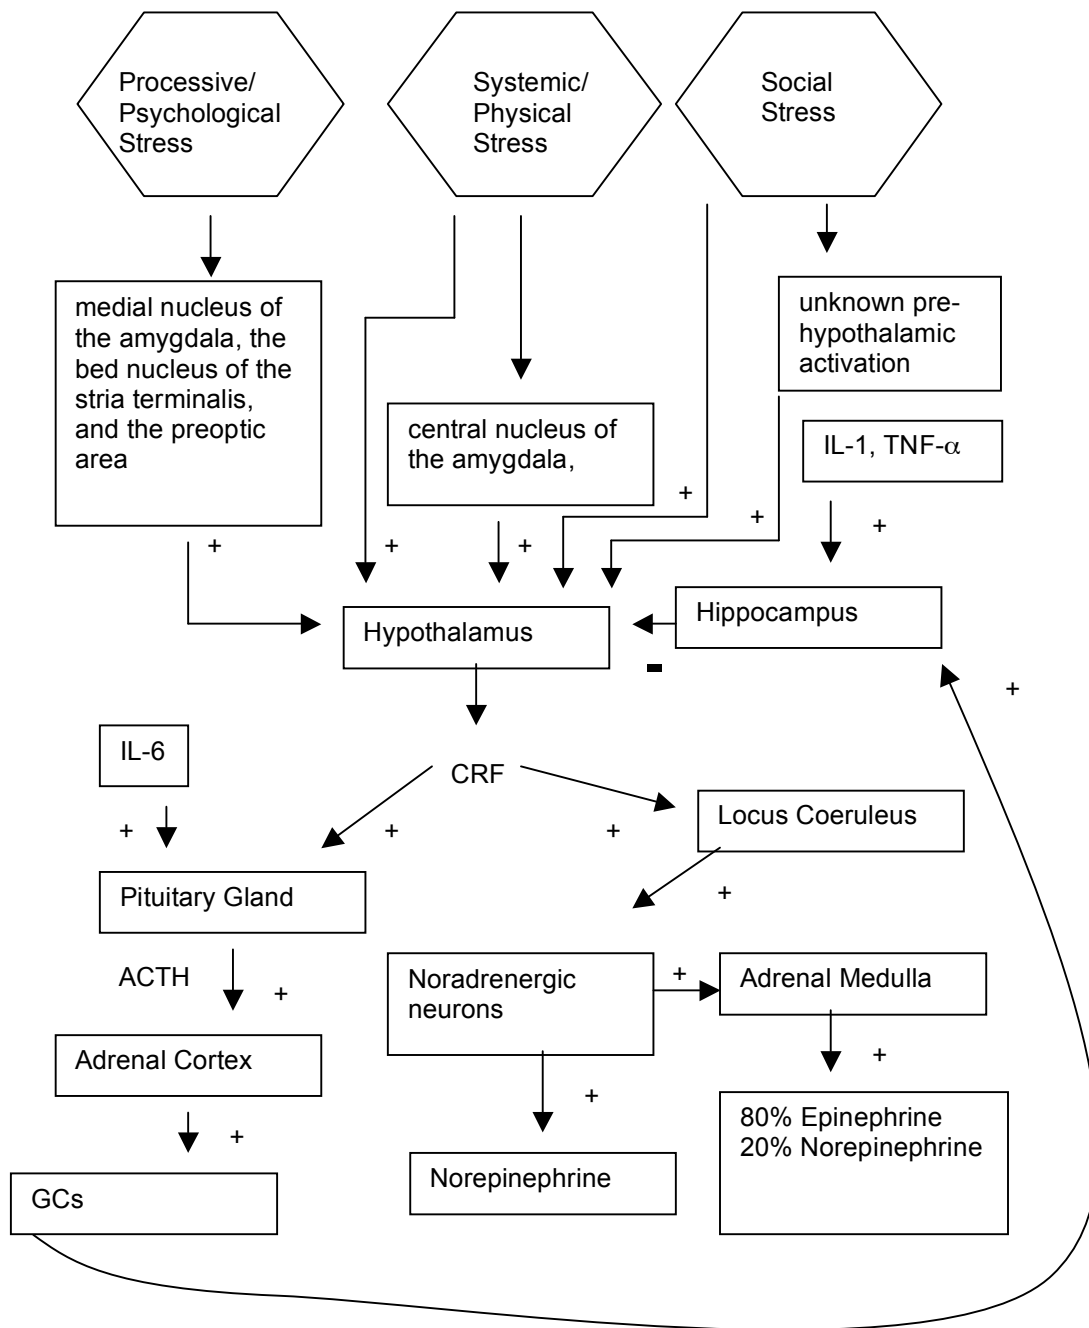 Processive/
Psychological
Stress
Systemic/
Physical
Stress
Social
Stress
medial nucleus of
the amygdala, the
bed nucleus of the
stria terminalis,
and the preoptic
area
unknown pre-
hypothalamic
activation
central nucleus of
the amygdala,
IL-1, TNF-α
+
+
+
+
+
+
Hypothalamus
Hippocampus
-
+
IL-6
CRF
Locus Coeruleus
+
+
+
Pituitary Gland
+
ACTH
+
Noradrenergic
neurons
+
Adrenal Medulla
Adrenal Cortex
+
+
+
80% Epinephrine
20% Norepinephrine
GCs
Norepinephrine